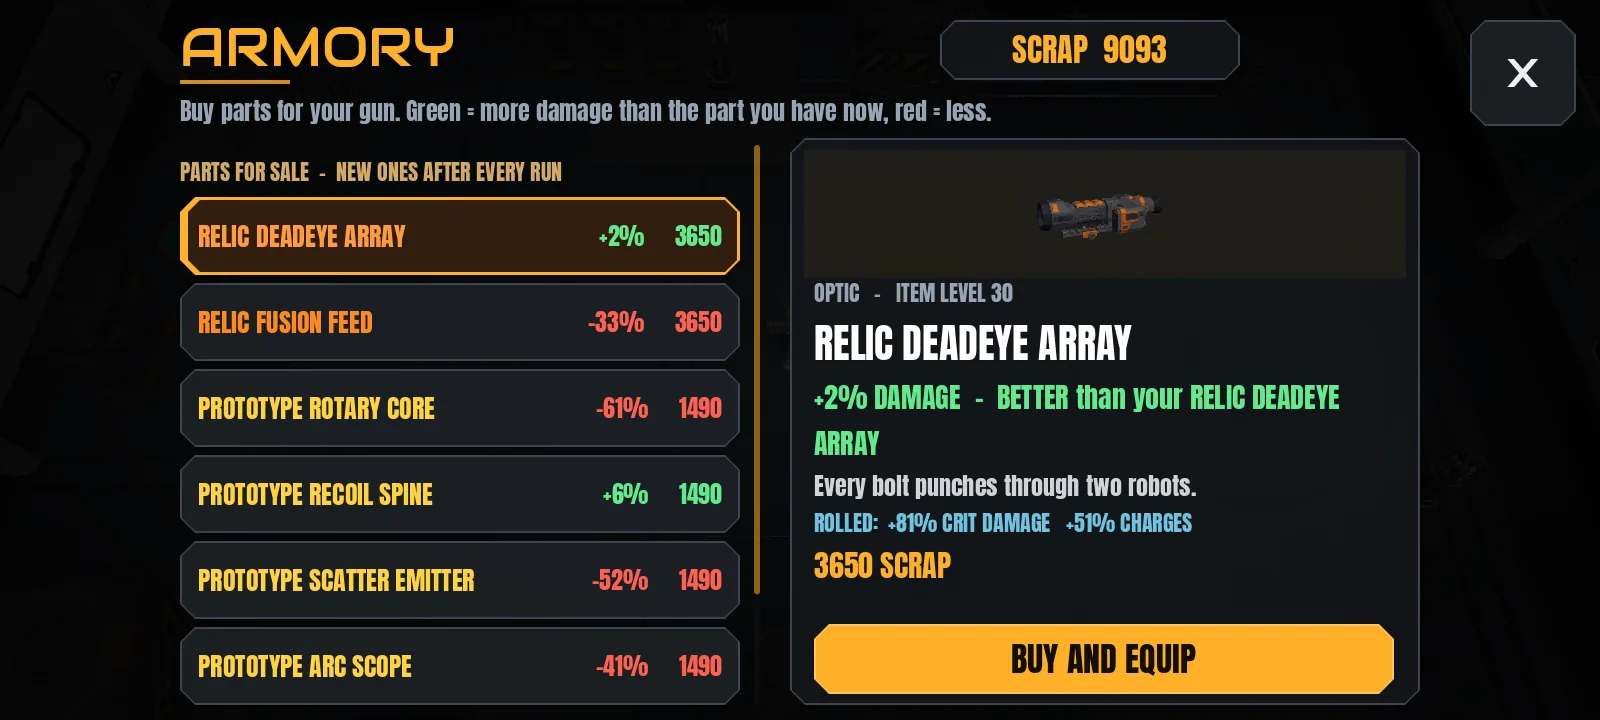 ARMORY
SCRAP 9093
X
Buy parts for your gun. Green = more damage than the part you have now, red = less.
PARTS FOR SALE - NEW ONES AFTER EVERY RUN
RELIC DEADEYE ARRAY +2% 3650
RELIC FUSION FEED -33% 3650
PROTOTYPE ROTARY CORE -61% 1490
PROTOTYPE RECOIL SPINE +6% 1490
PROTOTYPE SCATTER EMITTER -52% 1490
PROTOTYPE ARC SCOPE -41% 1490
OPTIC - ITEM LEVEL 30
RELIC DEADEYE ARRAY
+2% DAMAGE - BETTER than your RELIC DEADEYE
ARRAY
Every bolt punches through two robots.
ROLLED: +81% CRIT DAMAGE +51% CHARGES
3650 SCRAP
BUY AND EQUIP